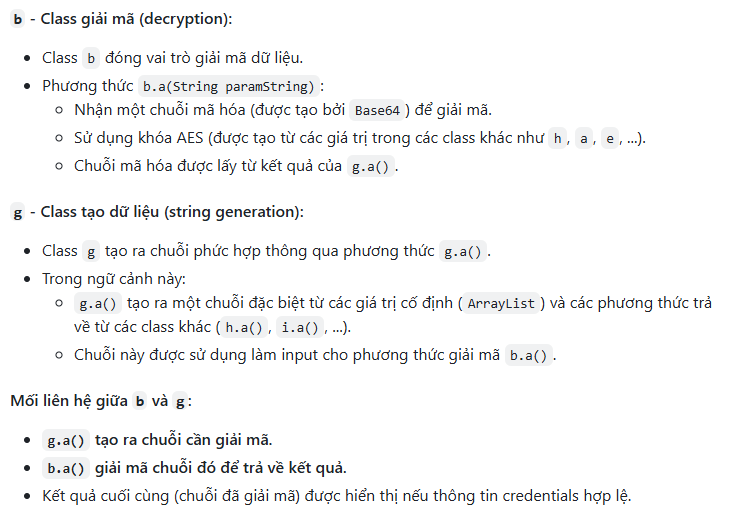 b - Class giải mã (decryption):
• Class b đóng vai trò giải mã dữ liệu.
• Phương thức b.a(String paramString) :
○ Nhận một chuỗi mã hóa (được tạo bởi Base64 ) để giải mã.
○ Sử dụng khóa AES (được tạo từ các giá trị trong các class khác như h , a , e , ...).
○ Chuỗi mã hóa được lấy từ kết quả của g.a() .
g - Class tạo dữ liệu (string generation):
• Class g tạo ra chuỗi phức hợp thông qua phương thức g.a() .
• Trong ngữ cảnh này:
○ g.a() tạo ra một chuỗi đặc biệt từ các giá trị cố định ( ArrayList ) và các phương thức trả
về từ các class khác ( h.a() , i.a() , ...).
○ Chuỗi này được sử dụng làm input cho phương thức giải mã b.a() .
Mối liên hệ giữa b và g :
• g.a() tạo ra chuỗi cần giải mã.
• b.a() giải mã chuỗi đó để trả về kết quả.
• Kết quả cuối cùng (chuỗi đã giải mã) được hiển thị nếu thông tin credentials hợp lệ.